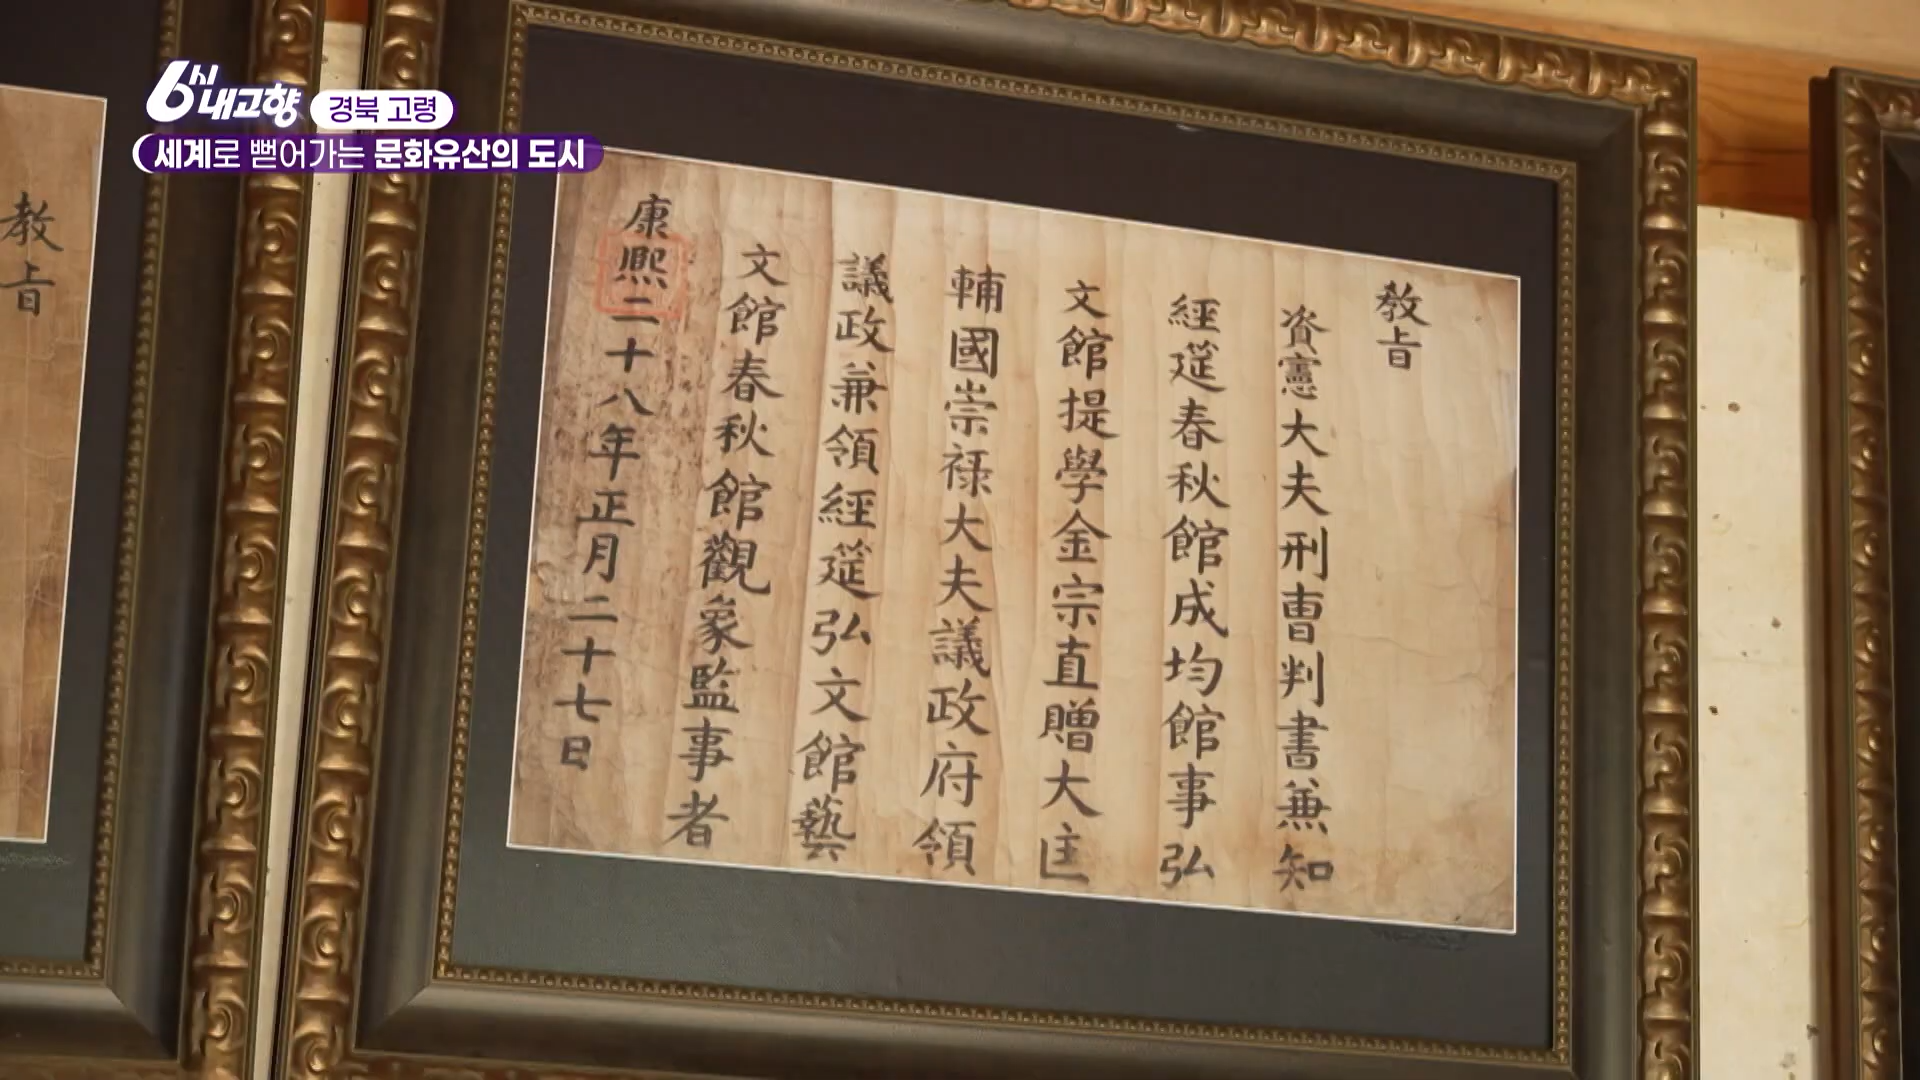 6시 내고향 경북 고령
세계로 뻗어가는 문화유산의 도시
敎旨
資憲大夫刑曺判書兼知
經筵春秋館成均館事弘
文館提學金宗直贈大匡
輔國崇禄大夫議政府領
議政兼領經筵弘文館藝
文館春秋館觀象監事者
康熙二十八年正月二十七日
敎旨